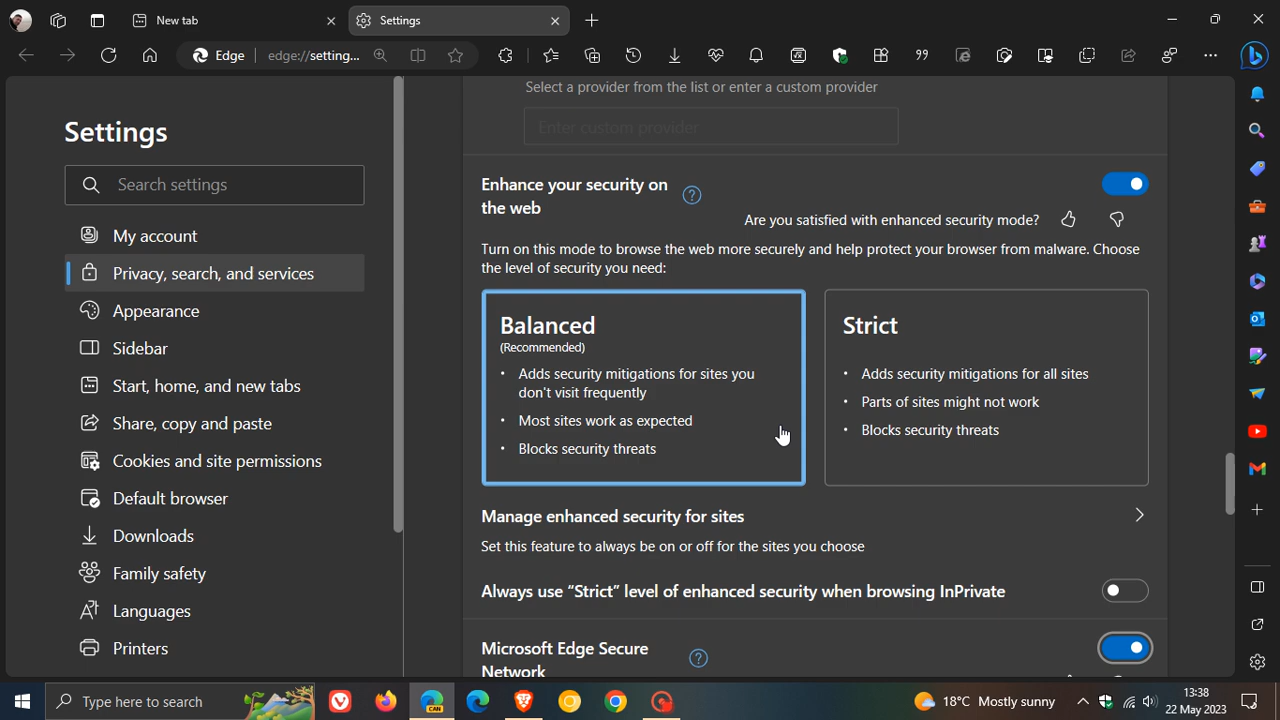 New tab
Settings
Edge
edge://setting...
Settings
Search settings
My account
Privacy, search, and services
Appearance
Sidebar
Start, home, and new tabs
Share, copy and paste
Cookies and site permissions
Default browser
Downloads
Family safety
Languages
Printers
Select a provider from the list or enter a custom provider
Enter custom provider
Enhance your security on
the web
Are you satisfied with enhanced security mode?
Turn on this mode to browse the web more securely and help protect your browser from malware. Choose
the level of security you need:
Balanced
(Recommended)
• Adds security mitigations for sites you
don't visit frequently
• Most sites work as expected
• Blocks security threats
Strict
• Adds security mitigations for all sites
• Parts of sites might not work
• Blocks security threats
Manage enhanced security for sites
Set this feature to always be on or off for the sites you choose
Always use “Strict” level of enhanced security when browsing InPrivate
Microsoft Edge Secure
Network
Type here to search
CAN
18°C Mostly sunny
13:38
22 May 2023